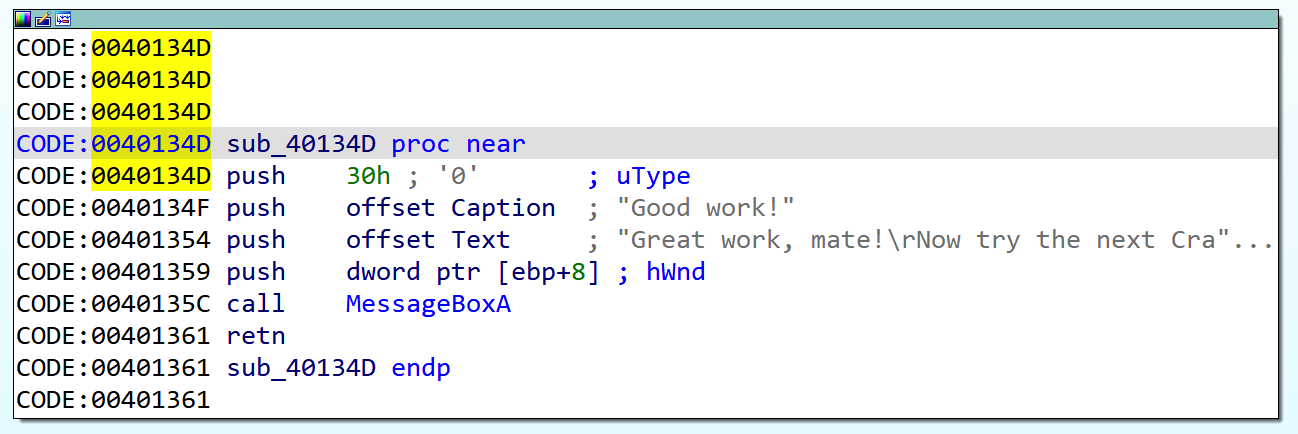 CODE:0040134D
CODE:0040134D
CODE:0040134D
CODE:0040134D sub_40134D proc near
CODE:0040134D push    30h ; '0'       ; uType
CODE:0040134F push    offset Caption  ; "Good work!"
CODE:00401354 push    offset Text     ; "Great work, mate!\rNow try the next Cra"...
CODE:00401359 push    dword ptr [ebp+8] ; hWnd
CODE:0040135C call    MessageBoxA
CODE:00401361 retn
CODE:00401361 sub_40134D endp
CODE:00401361